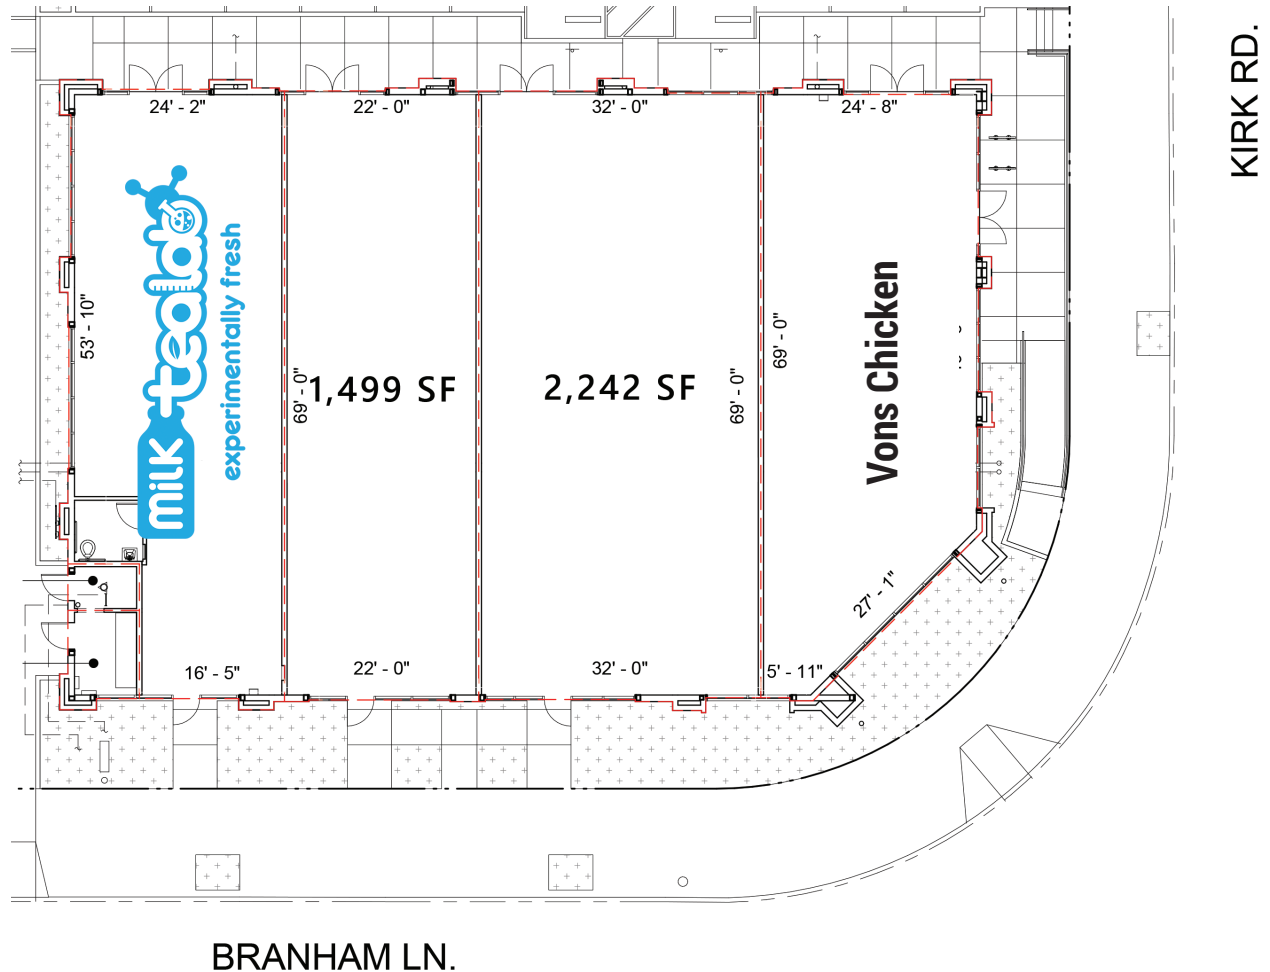 24' - 2"
22' - 0"
32' - 0"
24' - 8"
KIRK RD.
53' - 10"
milk+tealab
experimentally fresh
69' - 0"
1,499 SF
2,242 SF
69' - 0"
69' - 0"
Vons Chicken
27' - 1"
16' - 5"
22' - 0"
32' - 0"
5' - 11"
BRANHAM LN.